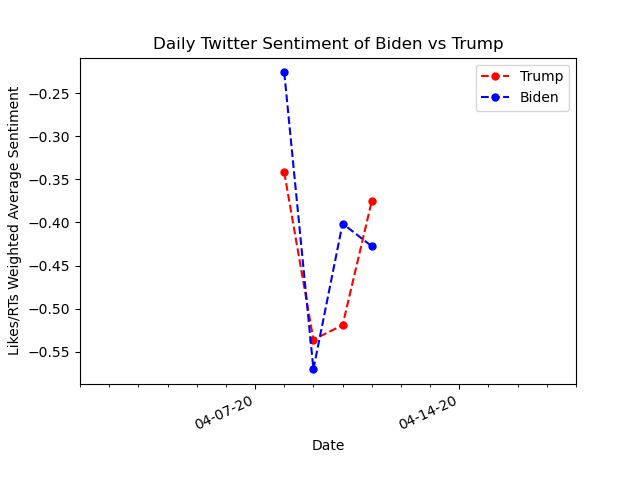 Daily Twitter Sentiment of Biden vs Trump
Trump
Biden
Likes/RTs Weighted Average Sentiment
−0.25
−0.30
−0.35
−0.40
−0.45
−0.50
−0.55
04-07-20
04-14-20
Date